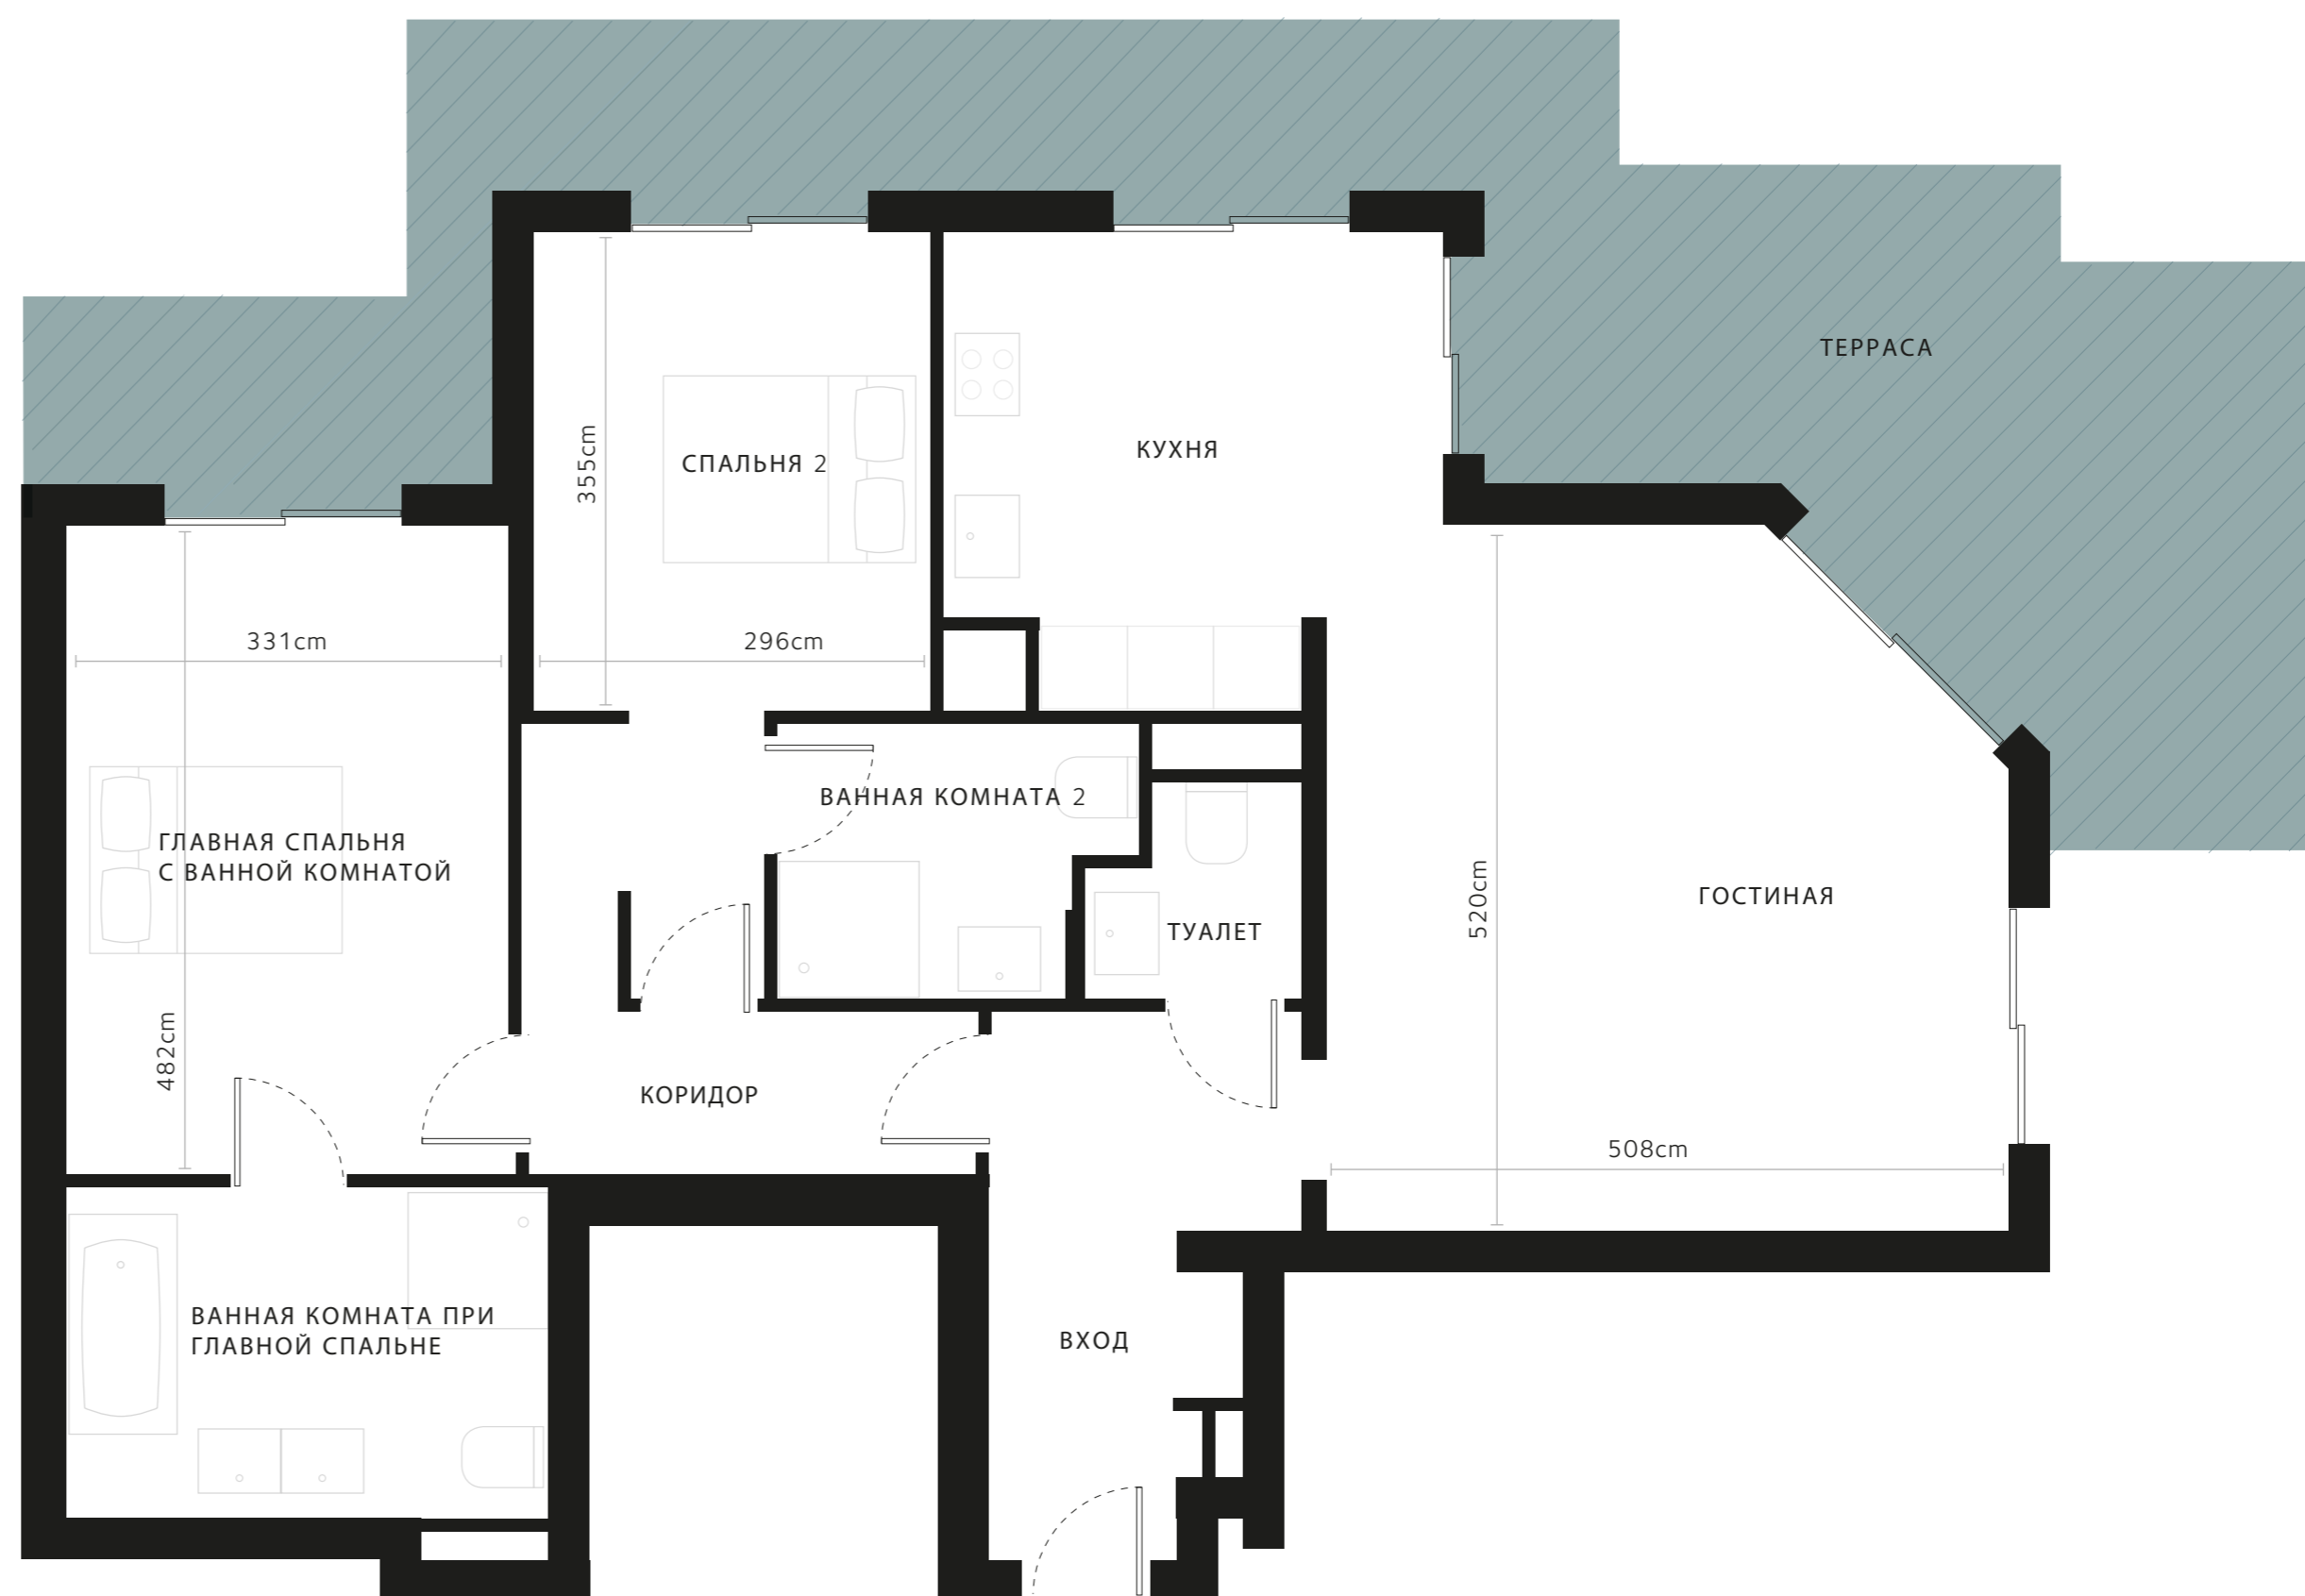 ТЕРРАСА
КУХНЯ
СПАЛЬНЯ 2
355cm
331cm
296cm
ВАННАЯ КОМНАТА 2
ГЛАВНАЯ СПАЛЬНЯ
С ВАННОЙ КОМНАТОЙ
520cm
ГОСТИНАЯ
ТУАЛЕТ
482cm
КОРИДОР
508cm
ВАННАЯ КОМНАТА ПРИ
ГЛАВНОЙ СПАЛЬНЕ
ВХОД